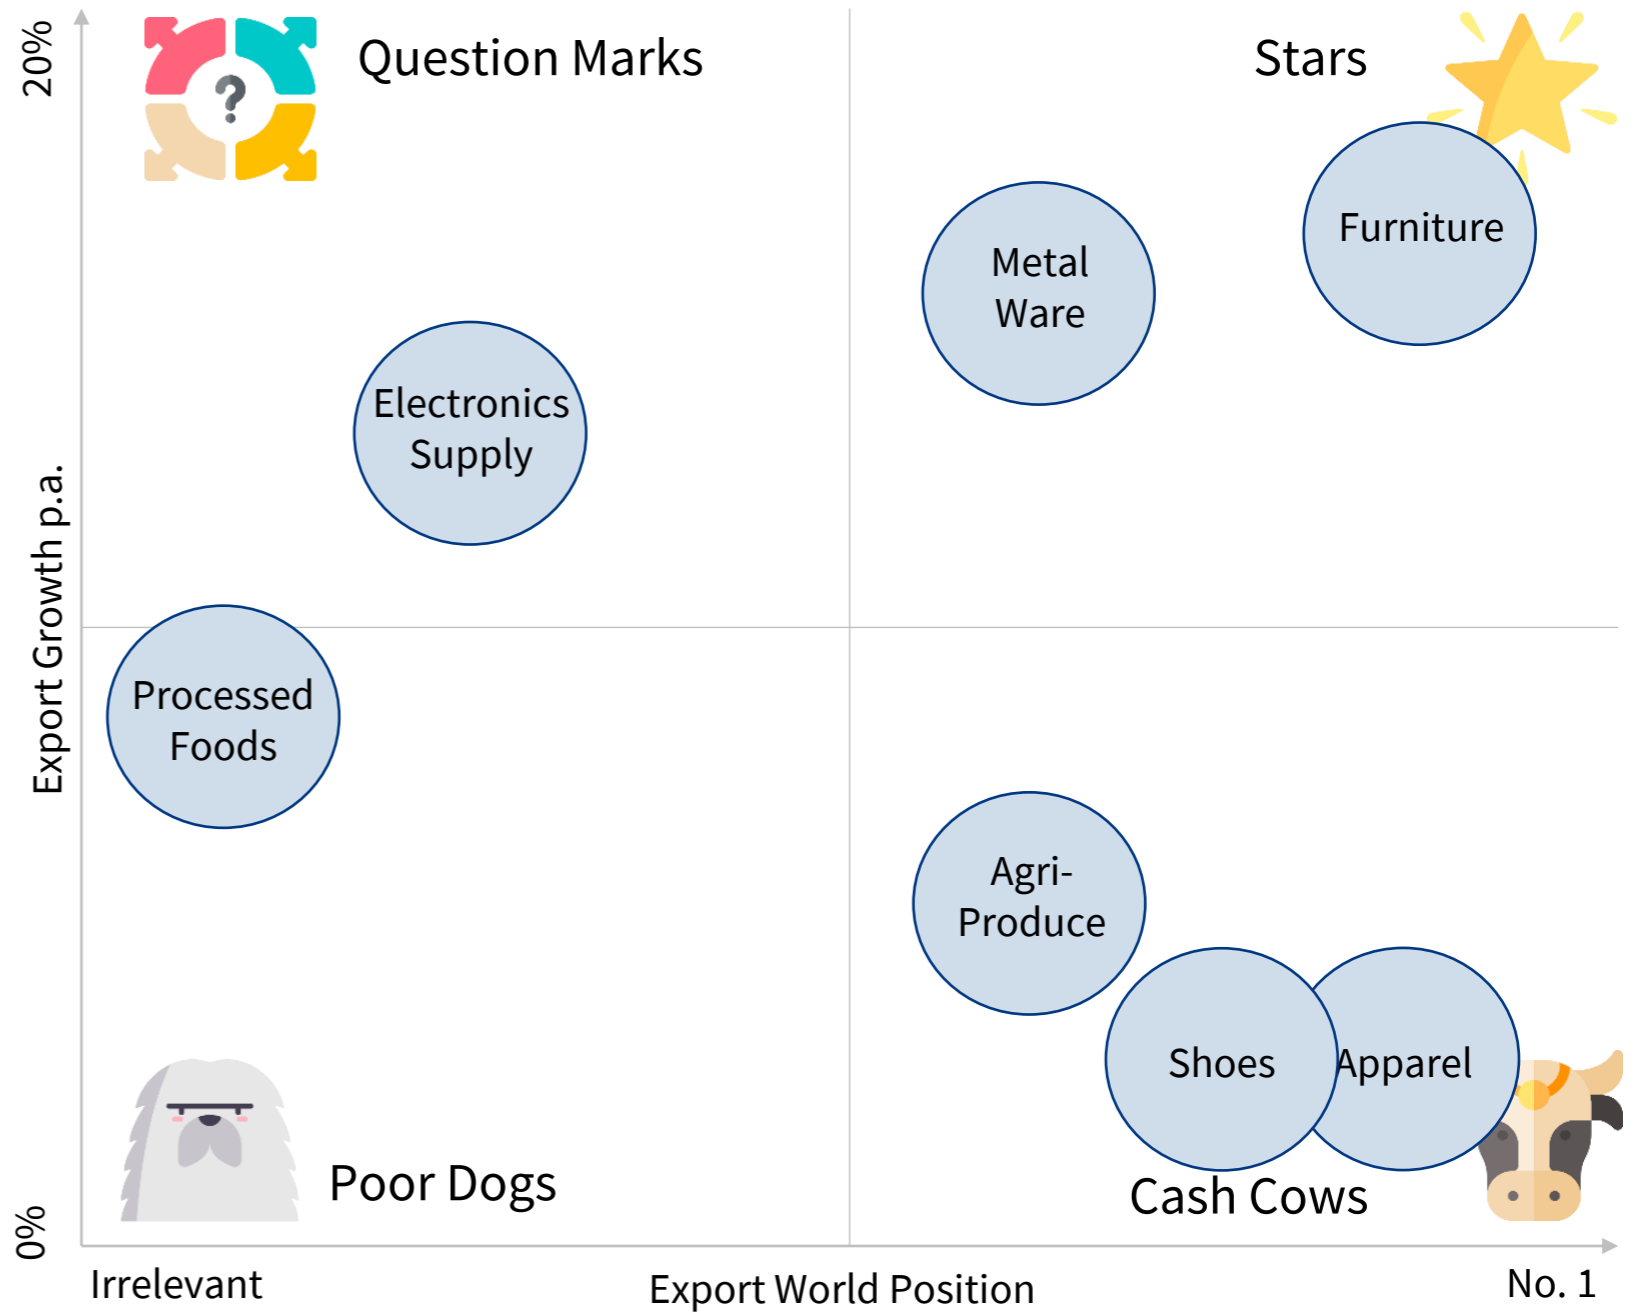 20%
Question Marks
Stars
?
Furniture
Metal
Ware
Electronics
Supply
Export Growth p.a.
Processed
Foods
Agri-
Produce
Shoes
Apparel
Poor Dogs
Cash Cows
0%
Irrelevant
Export World Position
No. 1